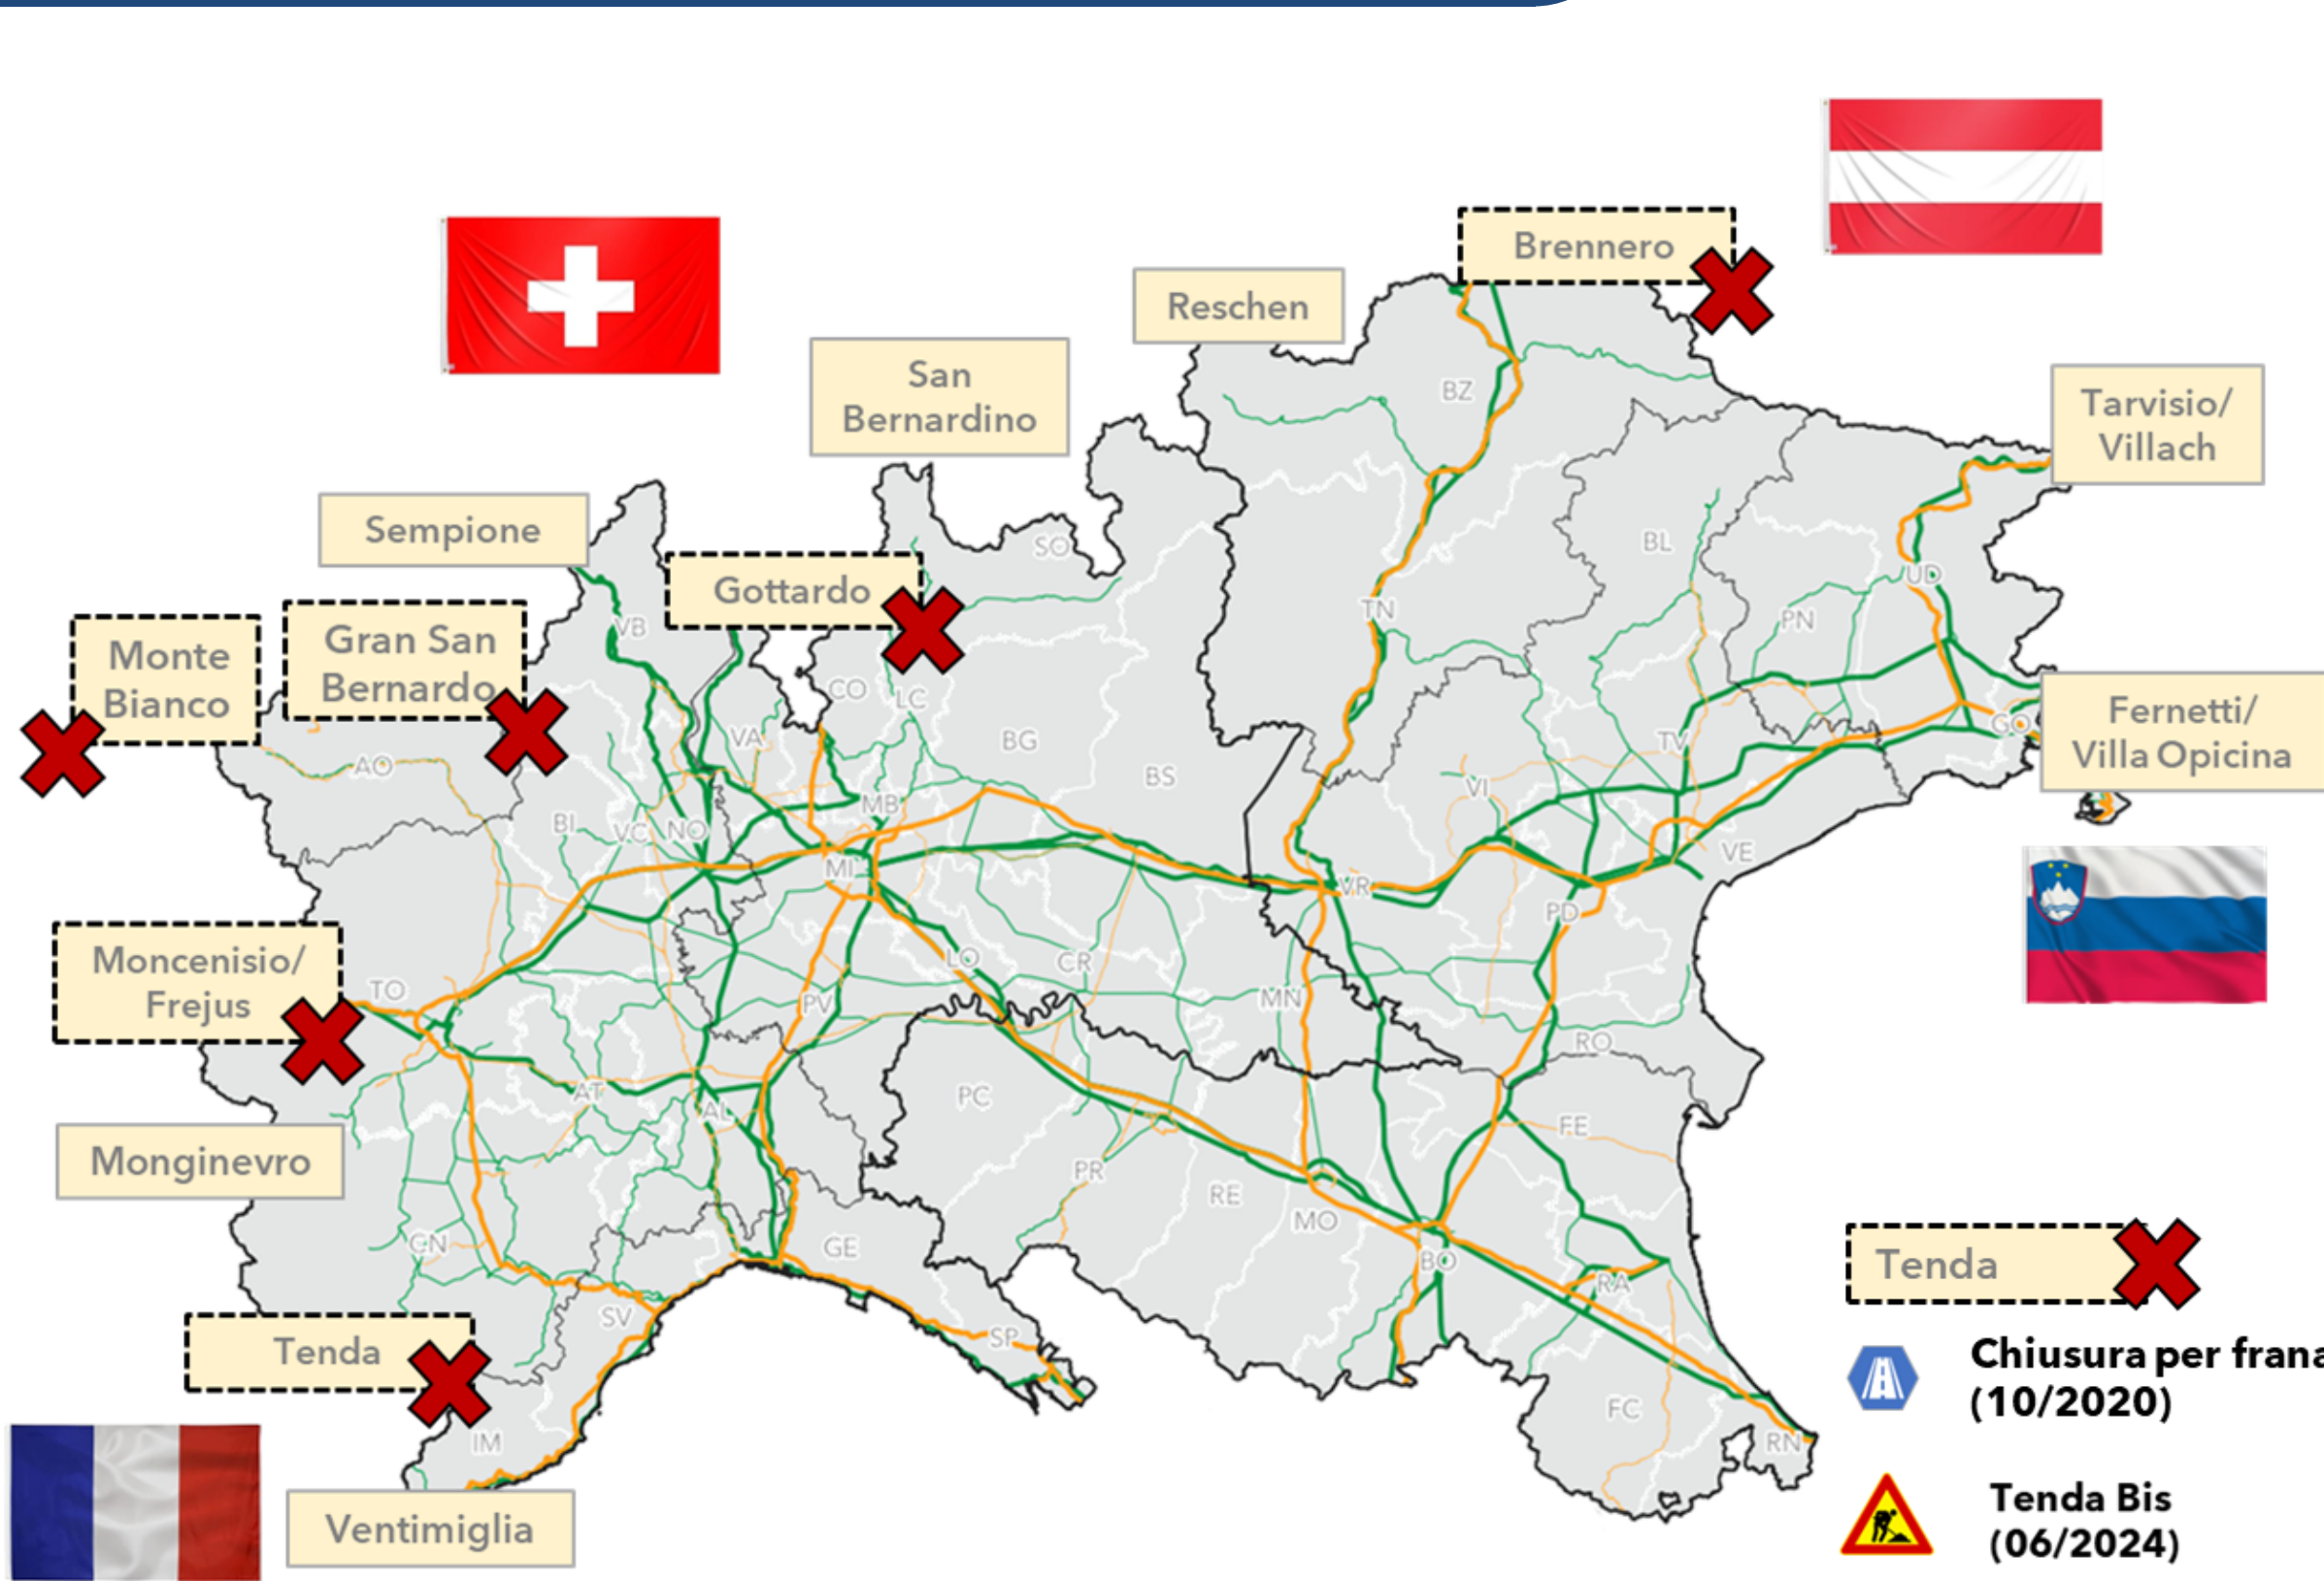 Brennero
Reschen
San
Bernardino
Tarvisio/
Villach
Sempione
Gottardo
Monte
Bianco
Gran San
Bernardo
Fernetti/
Villa Opicina
Moncenisio/
Frejus
Monginevro
Tenda
Ventimiglia
BZ
SO
BL
TN
UD
PN
VB
CO
LC
VA
BG
BS
TV
GO
AO
MB
VI
BI
VC
NO
MI
VR
VE
PD
TO
LO
CR
MN
PV
RO
AT
AL
PC
FE
PR
RE
MO
CN
GE
BO
RA
SV
SP
FC
IM
RN
Tenda
Chiusura per frana
(10/2020)
Tenda Bis
(06/2024)